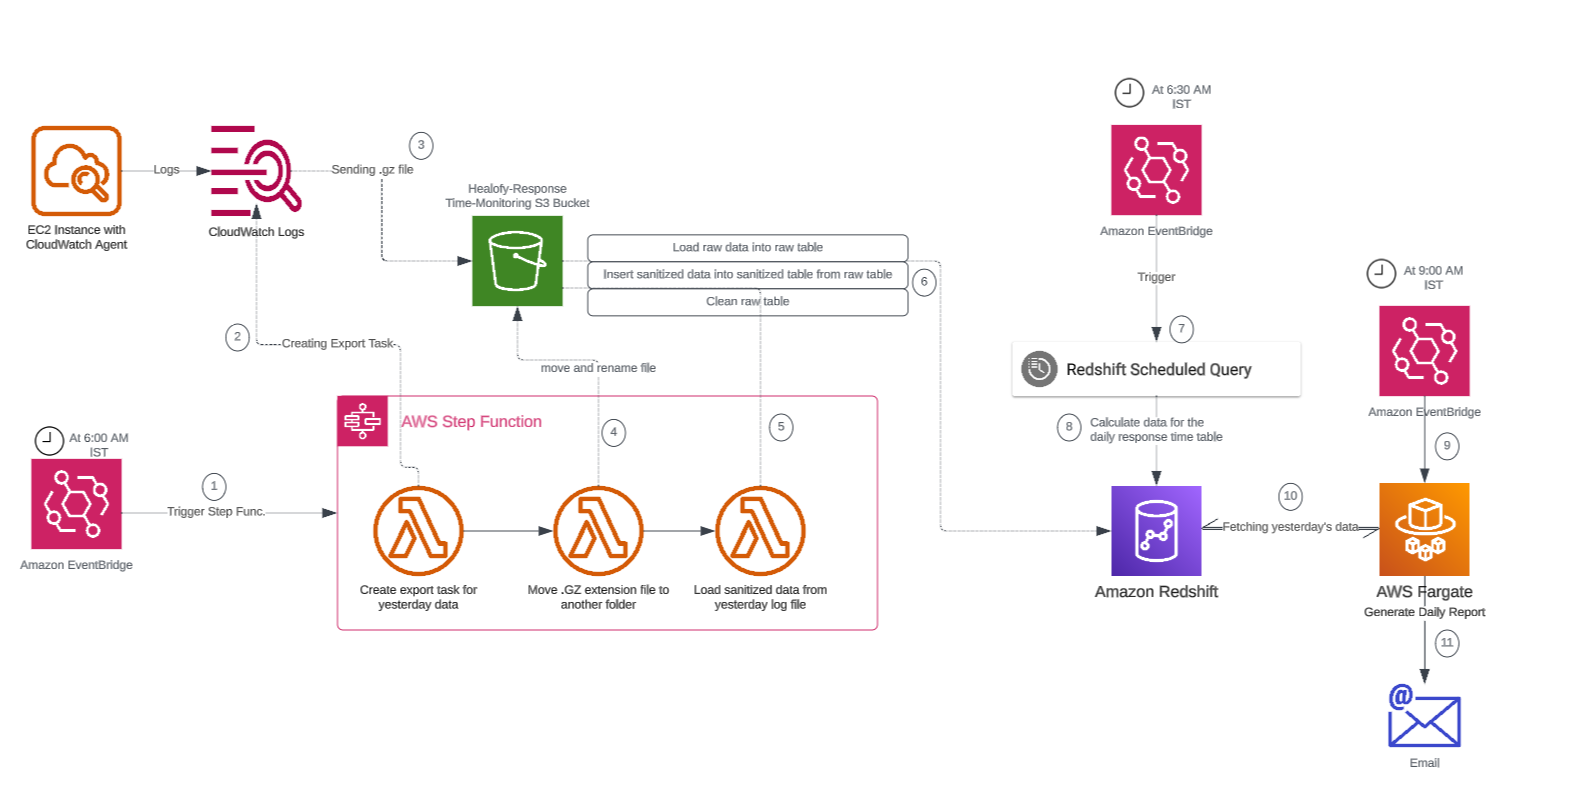 At 6:30 AM
IST
Amazon EventBridge
Trigger
7
Redshift Scheduled Query
8
Calculate data for the
daily response time table
Amazon Redshift
EC2 Instance with
CloudWatch Agent
Logs
CloudWatch Logs
3
Sending .gz file
Healofy-Response
Time-Monitoring S3 Bucket
Load raw data into raw table
Insert sanitized data into sanitized table from raw table
Clean raw table
6
2
Creating Export Task
move and rename file
At 6:00 AM
IST
Amazon EventBridge
1
Trigger Step Func.
AWS Step Function
4
5
Create export task for
yesterday data
Move .GZ extension file to
another folder
Load sanitized data from
yesterday log file
At 9:00 AM
IST
Amazon EventBridge
9
10
Fetching yesterday's data
AWS Fargate
Generate Daily Report
11
@
Email